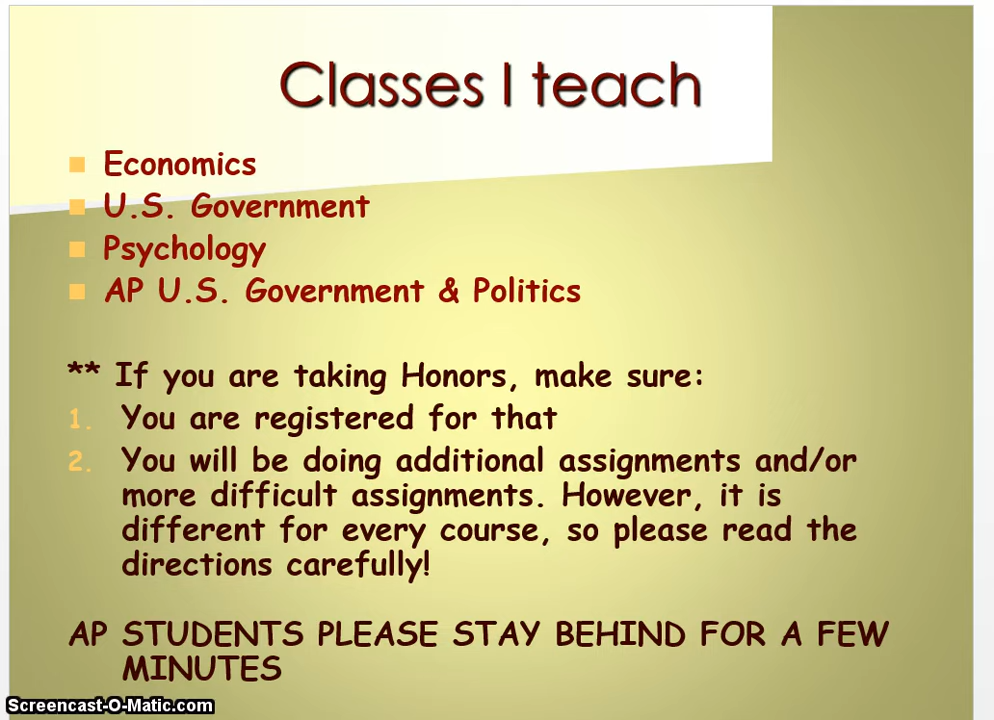 Classes I teach
Economics
U.S. Government
Psychology
AP U.S. Government & Politics
** If you are taking Honors, make sure:
1. You are registered for that
2. You will be doing additional assignments and/or
more difficult assignments. However, it is
different for every course, so please read the
directions carefully!
AP STUDENTS PLEASE STAY BEHIND FOR A FEW
MINUTES
Screencast-O-Matic.com